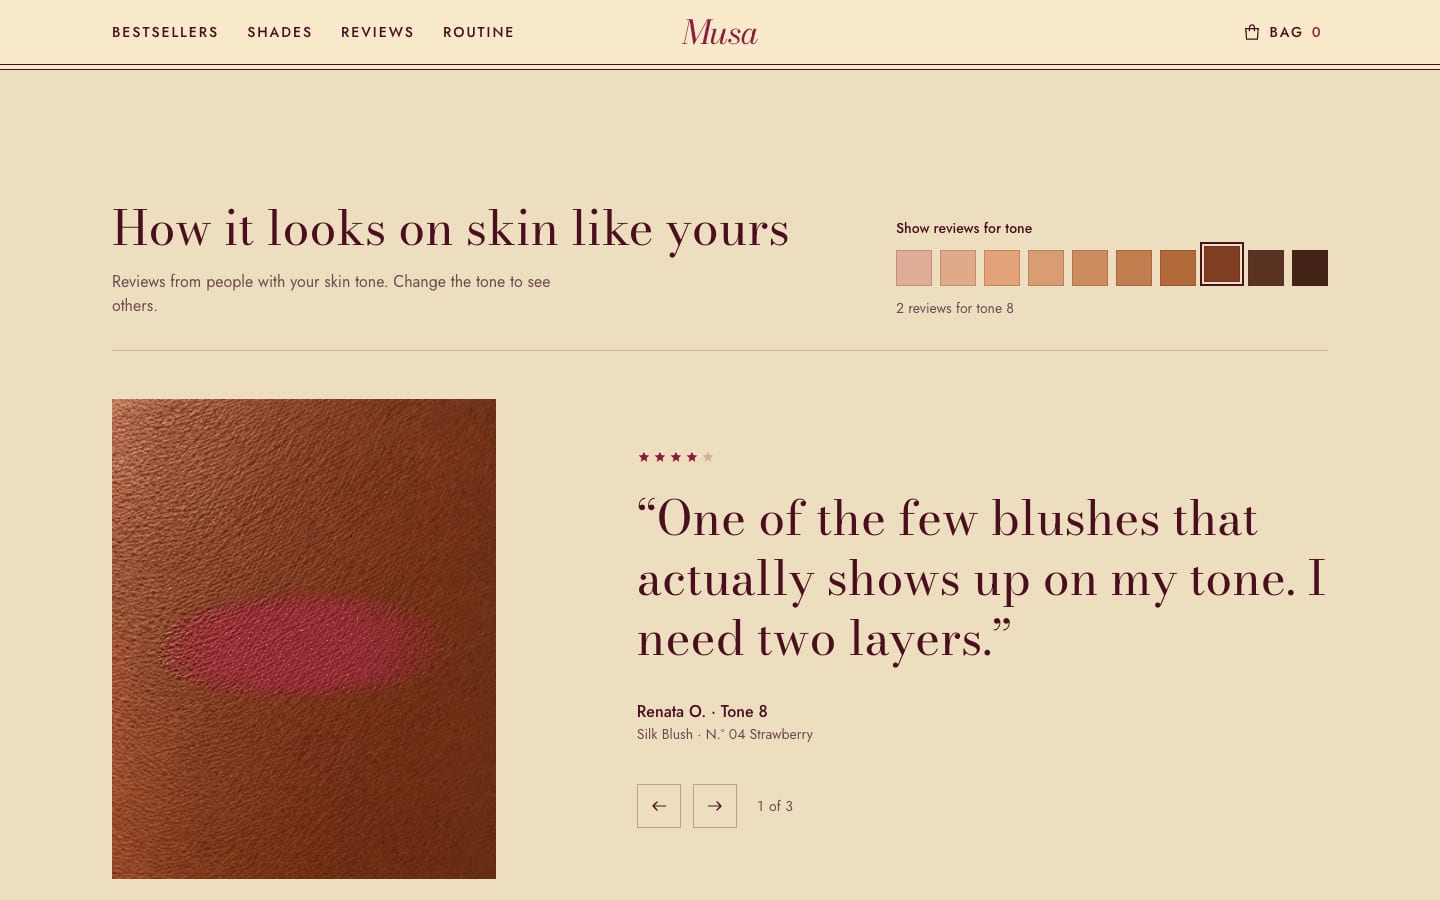 BESTSELLERS SHADES REVIEWS ROUTINE
Musa
BAG 0
How it looks on skin like yours
Reviews from people with your skin tone. Change the tone to see
others.
Show reviews for tone
2 reviews for tone 8
“One of the few blushes that
actually shows up on my tone. I
need two layers.”
Renata O. · Tone 8
Silk Blush · N.° 04 Strawberry
1 of 3